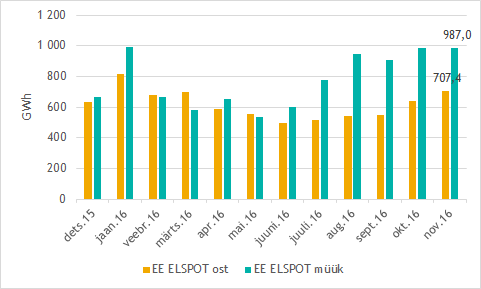 1 200
1 000
800
600
400
200
0
GWh
987,0
707,4
dets.15
jaan.16
veebr.16
märts.16
apr.16
mai.16
juuni.16
juuli.16
aug.16
sept.16
okt.16
nov.16
EE ELSPOT ost
EE ELSPOT müük